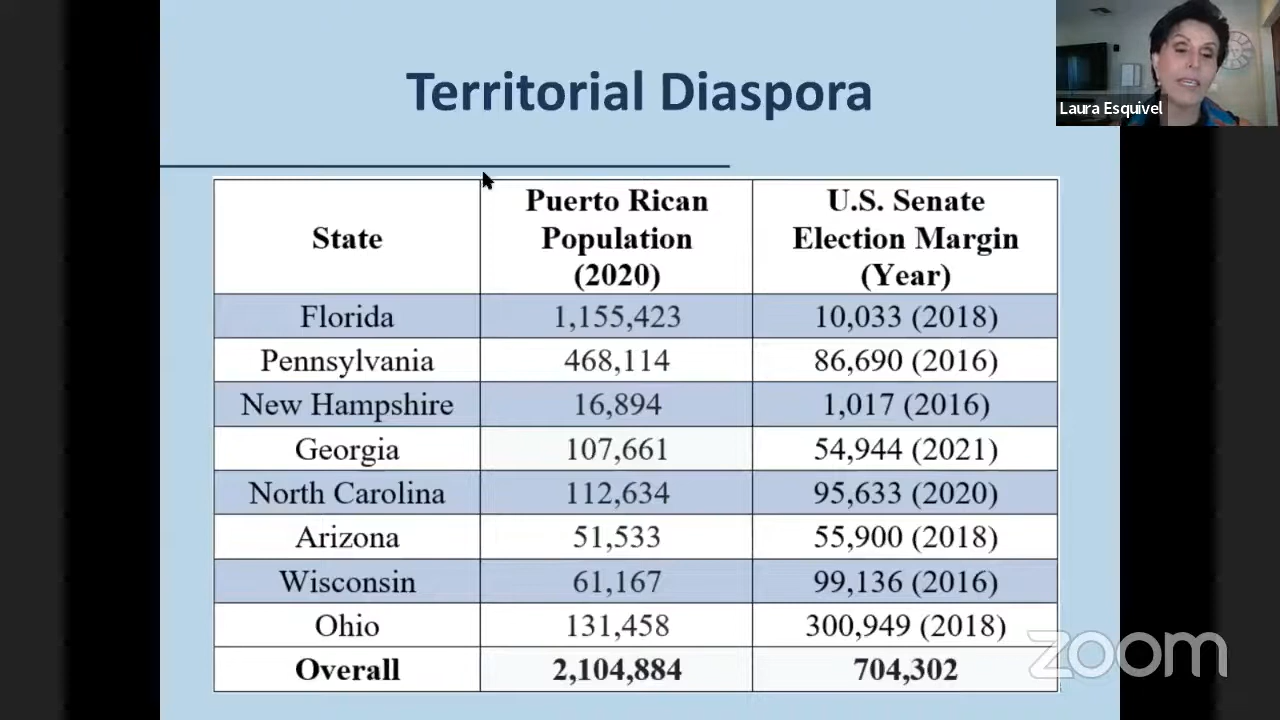 Territorial Diaspora
Laura Esquivel
State
Puerto Rican
Population
(2020)
U.S. Senate
Election Margin
(Year)
Florida 1,155,423 10,033 (2018)
Pennsylvania 468,114 86,690 (2016)
New Hampshire 16,894 1,017 (2016)
Georgia 107,661 54,944 (2021)
North Carolina 112,634 95,633 (2020)
Arizona 51,533 55,900 (2018)
Wisconsin 61,167 99,136 (2016)
Ohio 131,458 300,949 (2018)
Overall 2,104,884 704,302
zoom